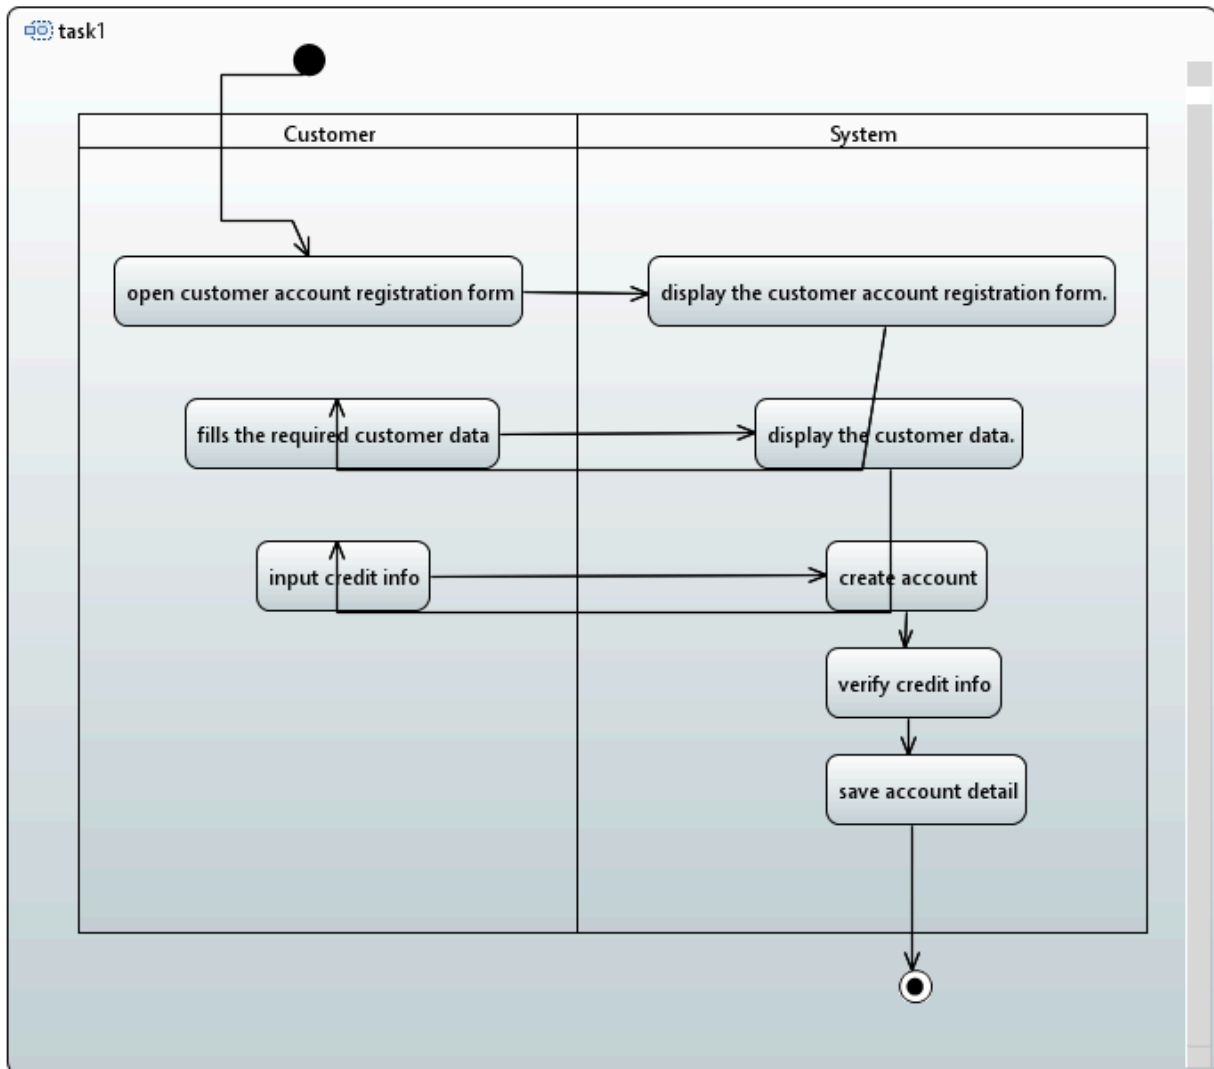 task1
Customer
System
open customer account registration form
display the customer account registration form.
fills the required customer data
display the customer data.
input credit info
create account
verify credit info
save account detail